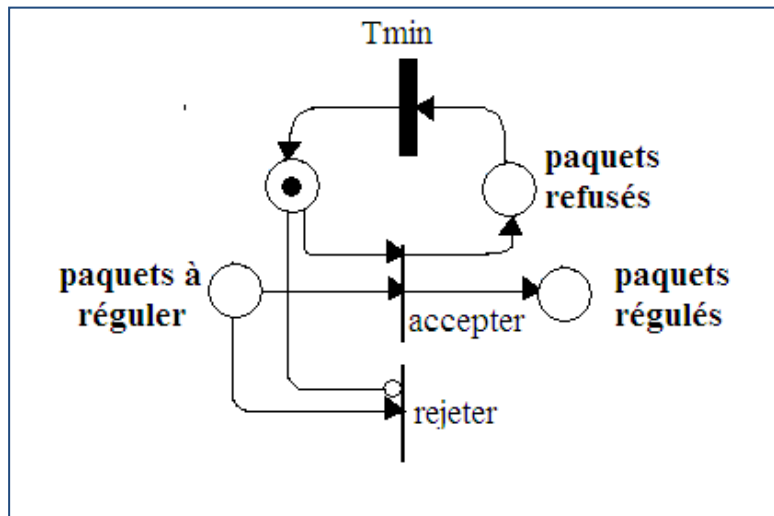 Tmin
paquets
refusés
paquets à
réguler
paquets
régulés
accepter
rejeter